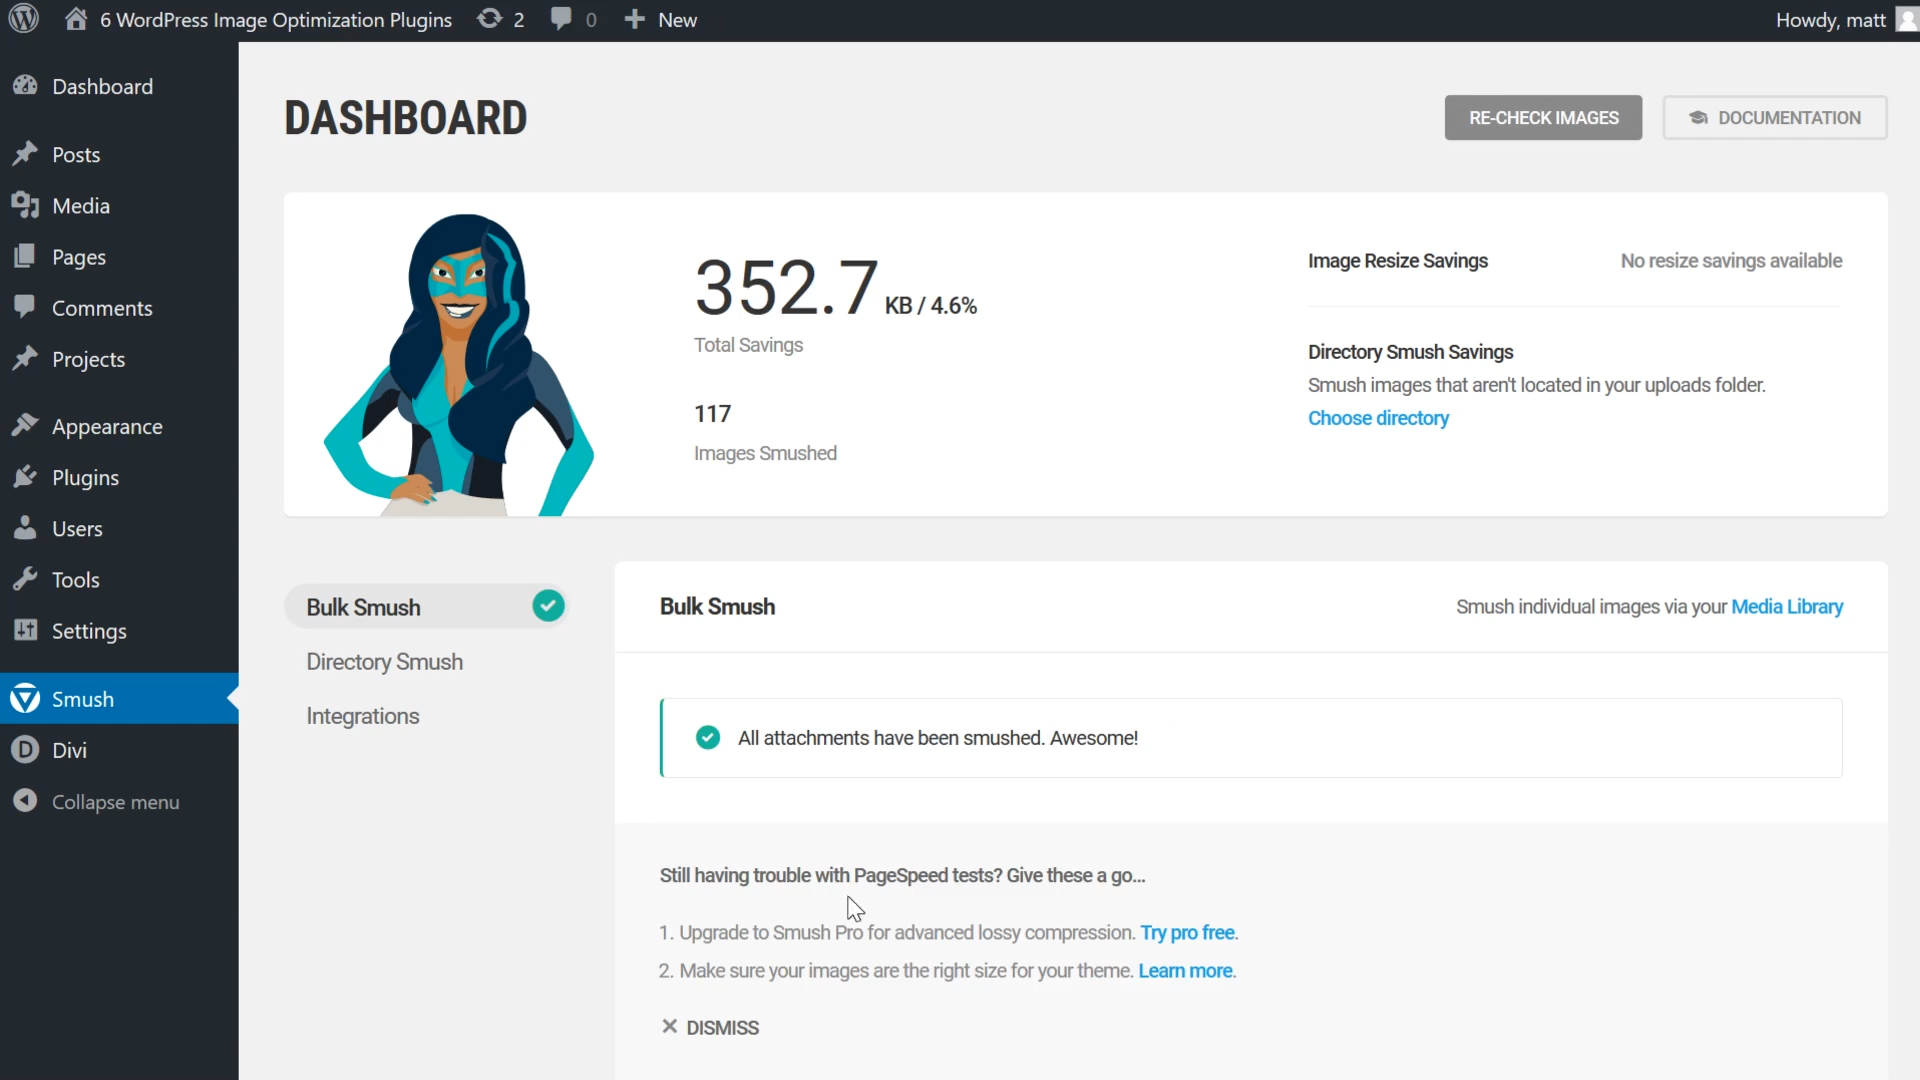 6 WordPress Image Optimization Plugins 2 0 New Howdy, matt
Dashboard
Posts
Media
Pages
Comments
Projects
Appearance
Plugins
Users
Tools
Settings
Smush
Divi
Collapse menu
DASHBOARD
RE-CHECK IMAGES
DOCUMENTATION
352.7 KB / 4.6%
Total Savings
117
Images Smushed
Image Resize Savings No resize savings available
Directory Smush Savings
Smush images that aren't located in your uploads folder.
Choose directory
Bulk Smush
Directory Smush
Integrations
Bulk Smush
Smush individual images via your Media Library
All attachments have been smushed. Awesome!
Still having trouble with PageSpeed tests? Give these a go...
1. Upgrade to Smush Pro for advanced lossy compression. Try pro free.
2. Make sure your images are the right size for your theme. Learn more.
DISMISS